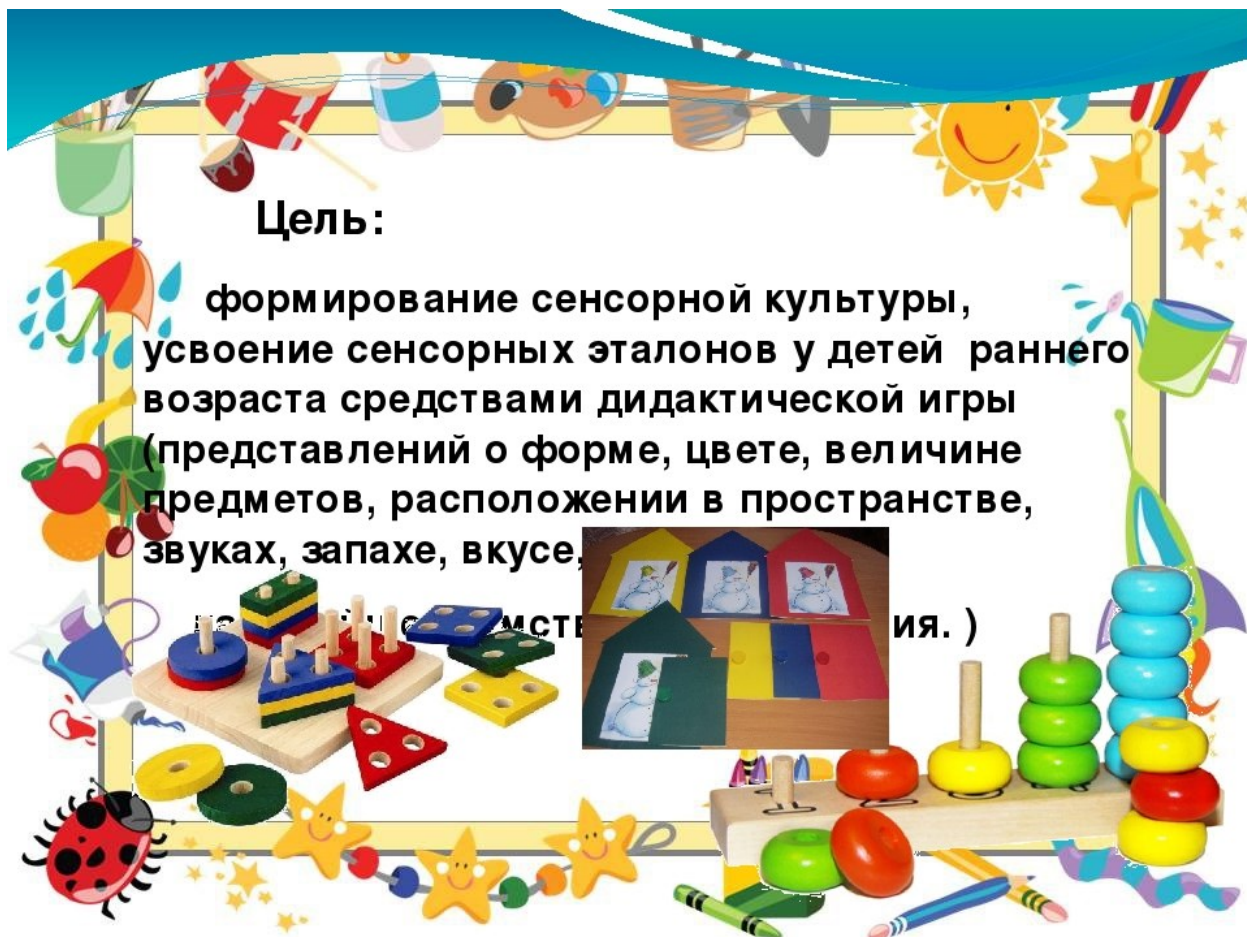 Цель:
формирование сенсорной культуры,
усвоение сенсорных эталонов у детей раннего
возраста средствами дидактической игры
(представлений о форме, цвете, величине
предметов, расположении в пространстве,
звуках, запахе, вкусе,
)